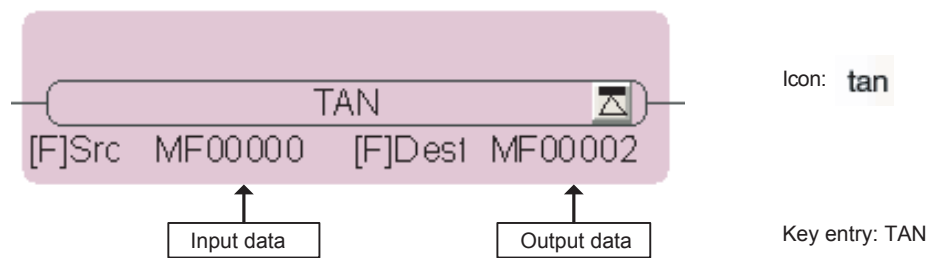 TAN
[F]Src MF00000 [F]Dest MF00002
Input data
Output data
Icon: tan
Key entry: TAN